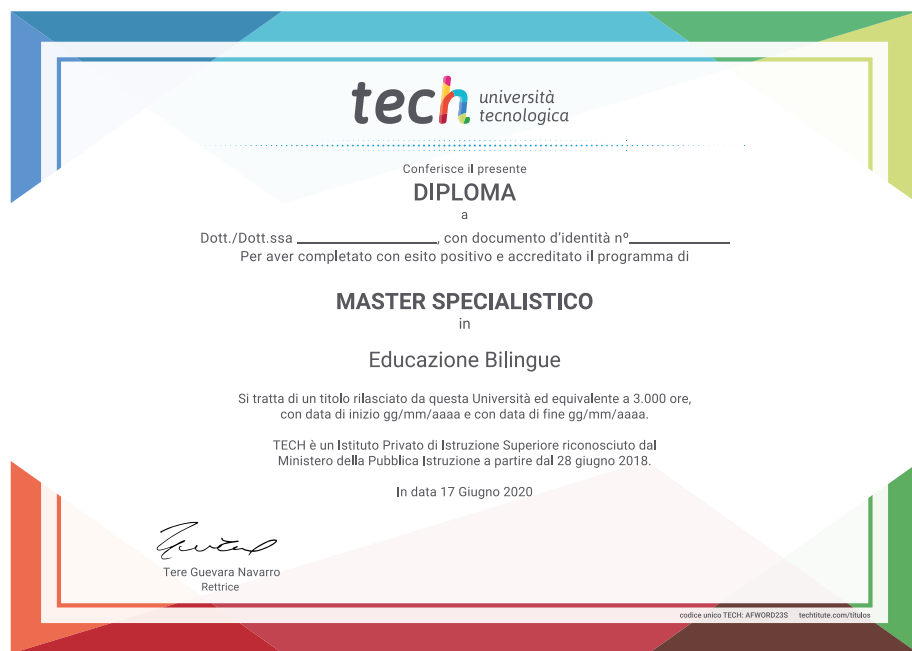 tech università
tecnologica
Conferisce il presente
DIPLOMA
a
Dott./Dott.ssa ____________________, con documento d'identità nº______________
Per aver completato con esito positivo e accreditato il programma di
MASTER SPECIALISTICO
in
Educazione Bilingue
Si tratta di un titolo rilasciato da questa Università ed equivalente a 3.000 ore,
con data di inizio gg/mm/aaaa e con data di fine gg/mm/aaaa.
TECH è un Istituto Privato di Istruzione Superiore riconosciuto dal
Ministero della Pubblica Istruzione a partire dal 28 giugno 2018.
In data 17 Giugno 2020
Tere Guevara Navarro
Rettrice
codice unico TECH: AFWORD23S techtitute.com/títulos